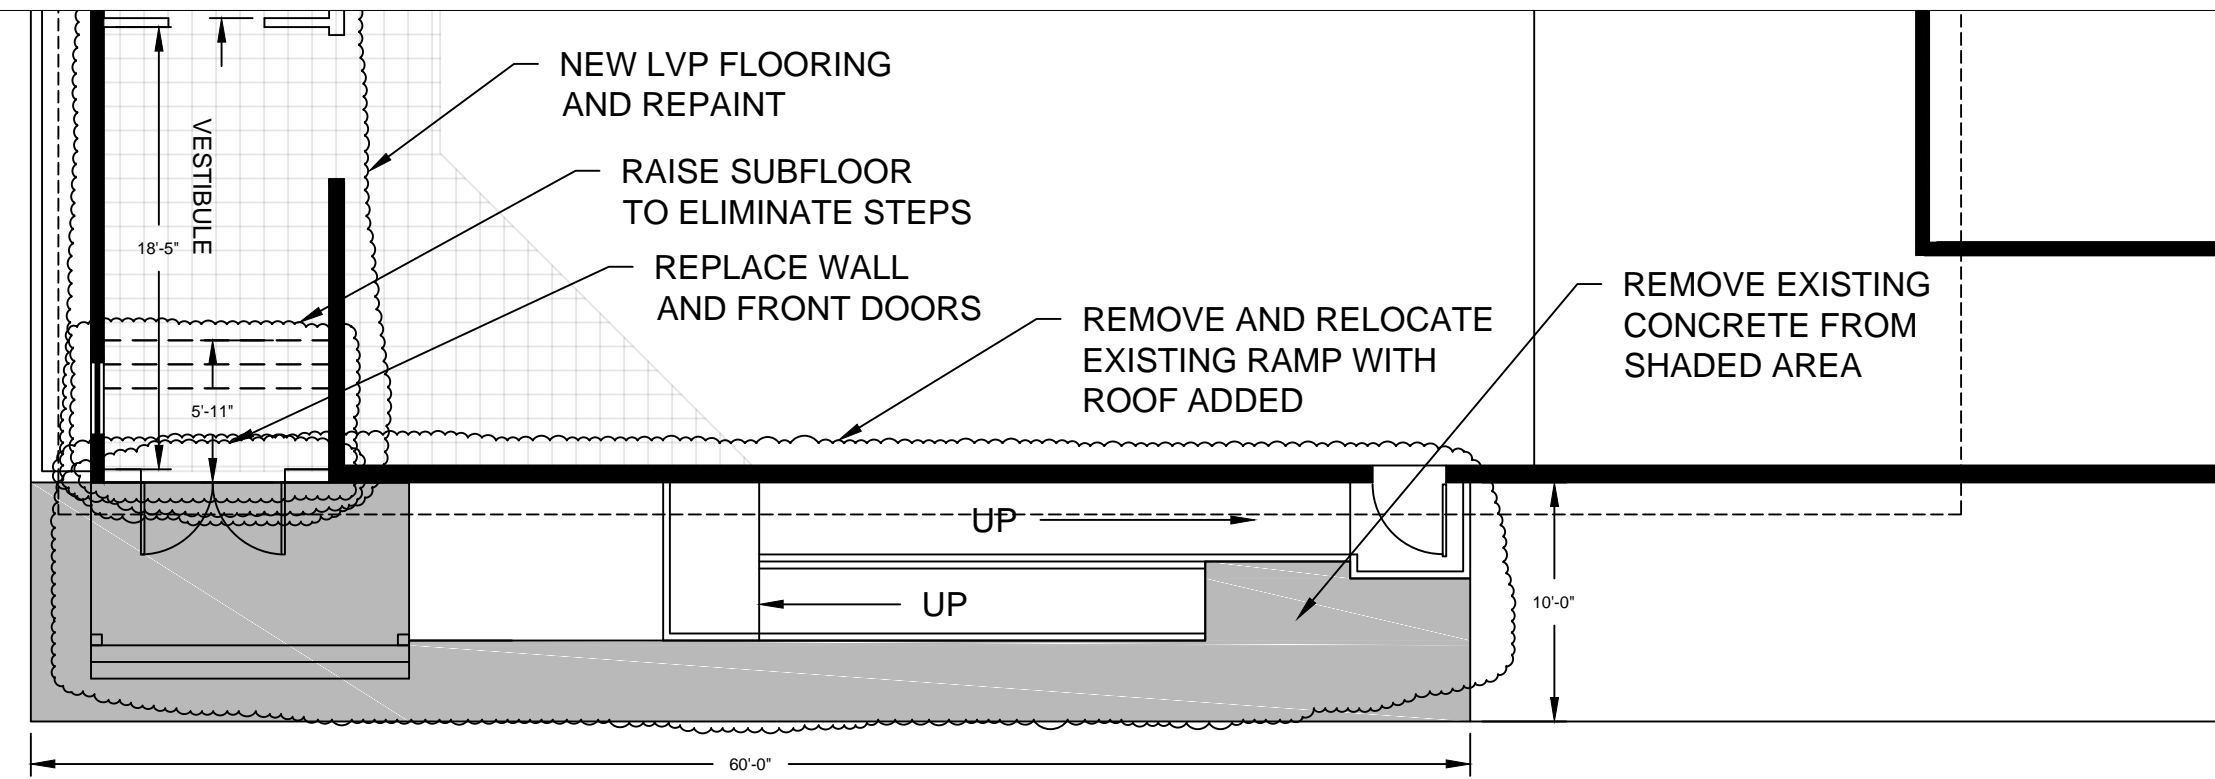 NEW LVP FLOORING
AND REPAINT
VESTIBULE
RAISE SUBFLOOR
TO ELIMINATE STEPS
18'-5"
REPLACE WALL
AND FRONT DOORS
REMOVE AND RELOCATE
EXISTING RAMP WITH
ROOF ADDED
REMOVE EXISTING
CONCRETE FROM
SHADED AREA
5'-11"
UP
UP
10'-0"
60'-0"